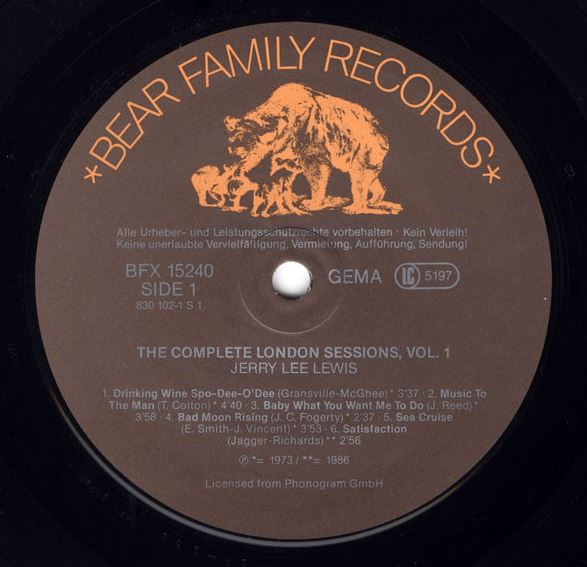 *BEAR FAMILY RECORDS*
Alle Urheber- und Leistungsschutzrechte vorbehalten · Kein Verleih!
Keine unerlaubte Vervielfältigung, Vermietung, Aufführung, Sendung!
BFX 15240
SIDE 1
830 102-1 S 1
GEMA
LC 5197
THE COMPLETE LONDON SESSIONS, VOL. 1
JERRY LEE LEWIS
1. Drinking Wine Spo-Dee-O'Dee (Gransville-McGhee)* 3'37 · 2. Music To
The Man (T. Colton)* 4'40 · 3. Baby What You Want Me To Do (J. Reed)*
3'58 · 4. Bad Moon Rising (J. C. Fogerty)* 2'37 · 5. Sea Cruise
(E. Smith-J. Vincent)* 3'53 · 6. Satisfaction
(Jagger-Richards)** 2'56
℗ *= 1973 / **= 1986
Licensed from Phonogram GmbH